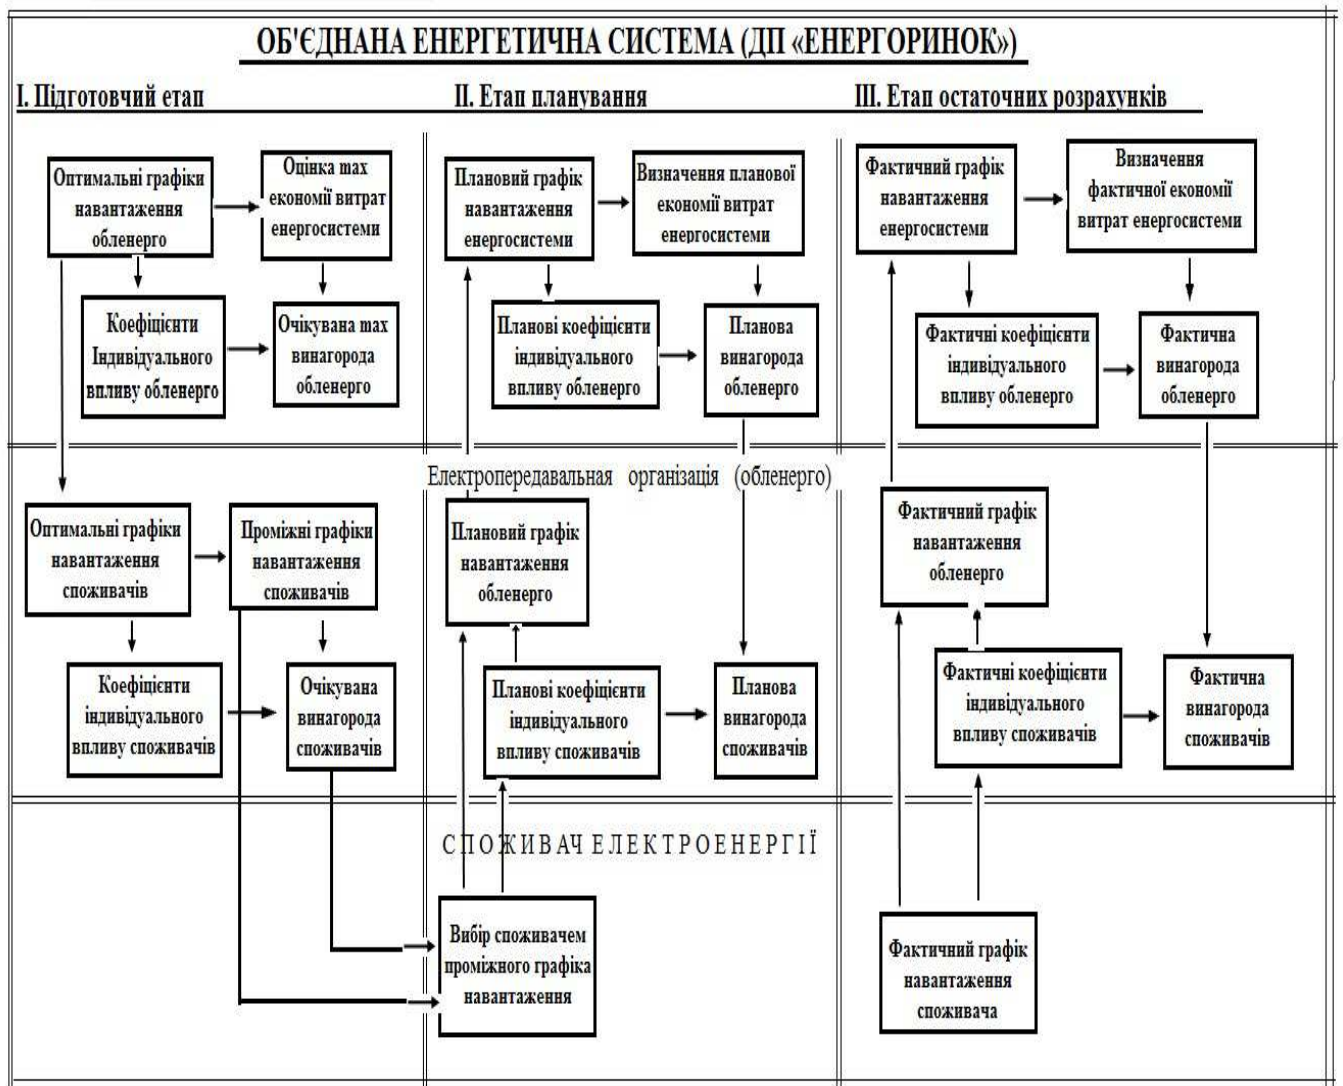 ОБ'ЄДНАНА ЕНЕРГЕТИЧНА СИСТЕМА (ДП «ЕНЕРГОРИНОК»)
І. Підготовчий етап
ІІ. Етап планування
ІІІ. Етап остаточних розрахунків
Оптимальні графіки
навантаження
обленерго
Оцінка max
економії витрат
енергосистеми
Коефіцієнти
Індивідуального
впливу обленерго
Очікувана max
винагорода
обленерго
Плановий графік
навантаження
енергосистеми
Визначення планової
економії витрат
енергосистеми
Планові коефіцієнти
індивідуального
впливу обленерго
Планова
винагорода
обленерго
Фактичний графік
навантаження
енергосистеми
Визначення
фактичної економії
витрат енергосистеми
Фактичні коефіцієнти
індивідуального
впливу обленерго
Фактична
винагорода
обленерго
Електропередавальная організація (обленерго)
Оптимальні графіки
навантаження
споживачів
Проміжні графіки
навантаження
споживачів
Коефіцієнти
індивідуального
впливу споживачів
Очікувана
винагорода
споживачів
Плановий графік
навантаження
обленерго
Планові коефіцієнти
індивідуального
впливу споживачів
Планова
винагорода
споживачів
Фактичний графік
навантаження
обленерго
Фактичні коефіцієнти
індивідуального
впливу споживачів
Фактична
винагорода
споживачів
СПОЖИВАЧ ЕЛЕКТРОЕНЕРГІЇ
Вибір споживачем
проміжного графіка
навантаження
Фактичний графік
навантаження
споживача